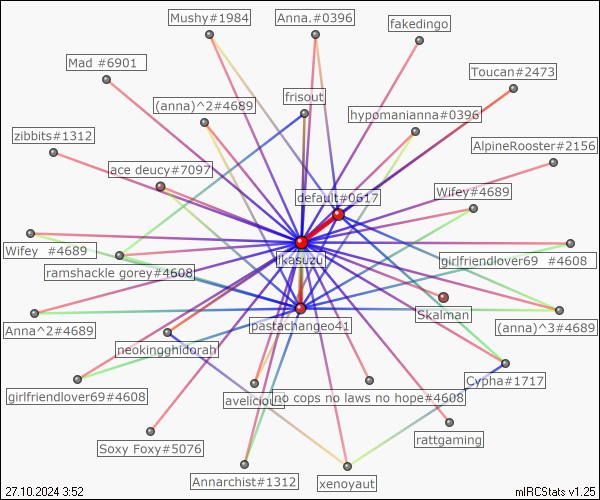 Mushy#1984
Anna.#0396
fakedingo
Mad #6901
Toucan#2473
(anna)^2#4689
frisout
hypomanianna#0396
zibbits#1312
AlpineRooster#2156
ace deucy#7097
default#0617
Wifey#4689
Wifey #4689
ikasuzu
girlfriendlover69 #4608
ramshackle gorey#4608
Skalman
Anna^2#4689
pastachangeo41
(anna)^3#4689
neokingghidorah
Cypha#1717
girlfriendlover69#4608
avelicious
no cops no laws no hope#4608
Soxy Foxy#5076
rattgaming
Annarchist#1312
xenoyaut
27.10.2024 3:52
mIRCStats v1.25